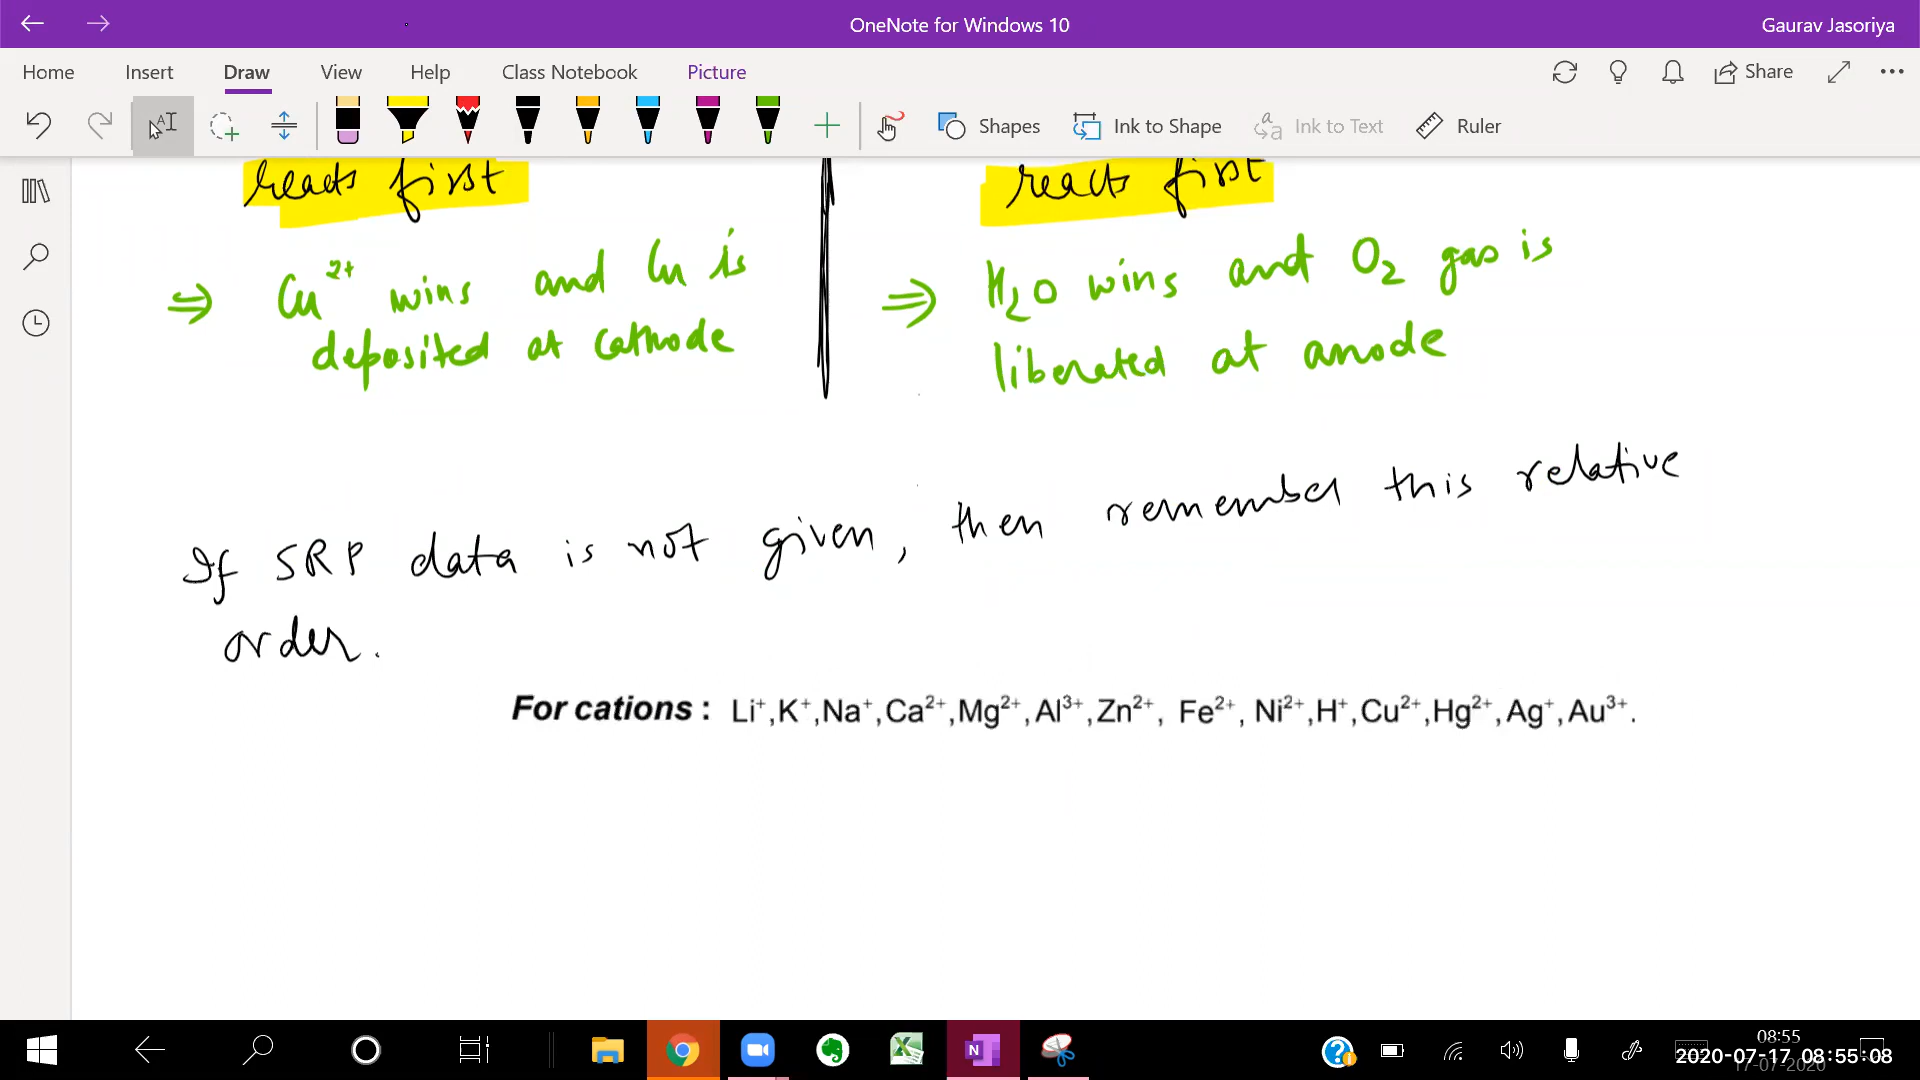 OneNote for Windows 10
Gaurav Jasoriya
Home Insert Draw View Help Class Notebook Picture
Share
Shapes Ink to Shape Ink to Text Ruler
reacts first
reacts first
⇒ Cu²⁺ wins and Cu is
deposited at cathode
⇒ H₂O wins and O₂ gas is
liberated at anode
If SRP data is not given, then remember this relative
order.
For cations : Li⁺,K⁺,Na⁺,Ca²⁺,Mg²⁺,Al³⁺,Zn²⁺, Fe²⁺, Ni²⁺,H⁺,Cu²⁺,Hg²⁺,Ag⁺,Au³⁺.
08:55
2020-07-17 08:55:08
17-07-2020